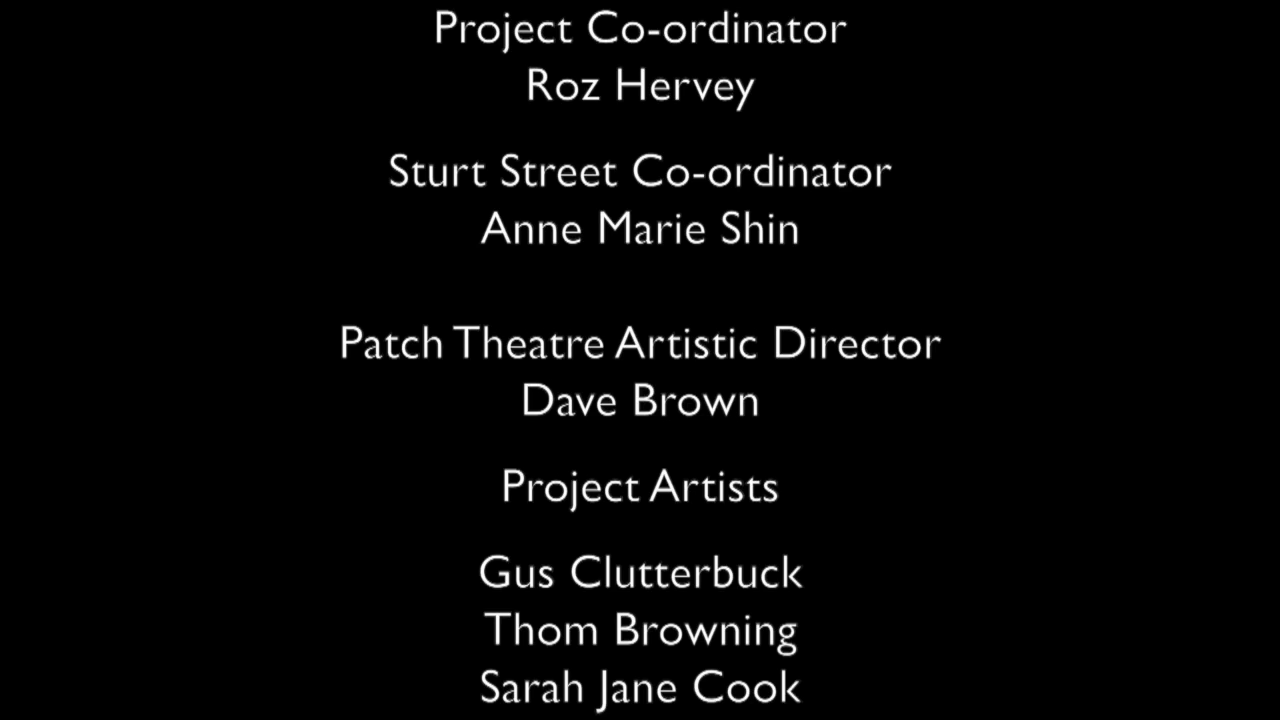 Project Co-ordinator
Roz Hervey
Sturt Street Co-ordinator
Anne Marie Shin
Patch Theatre Artistic Director
Dave Brown
Project Artists
Gus Clutterbuck
Thom Browning
Sarah Jane Cook